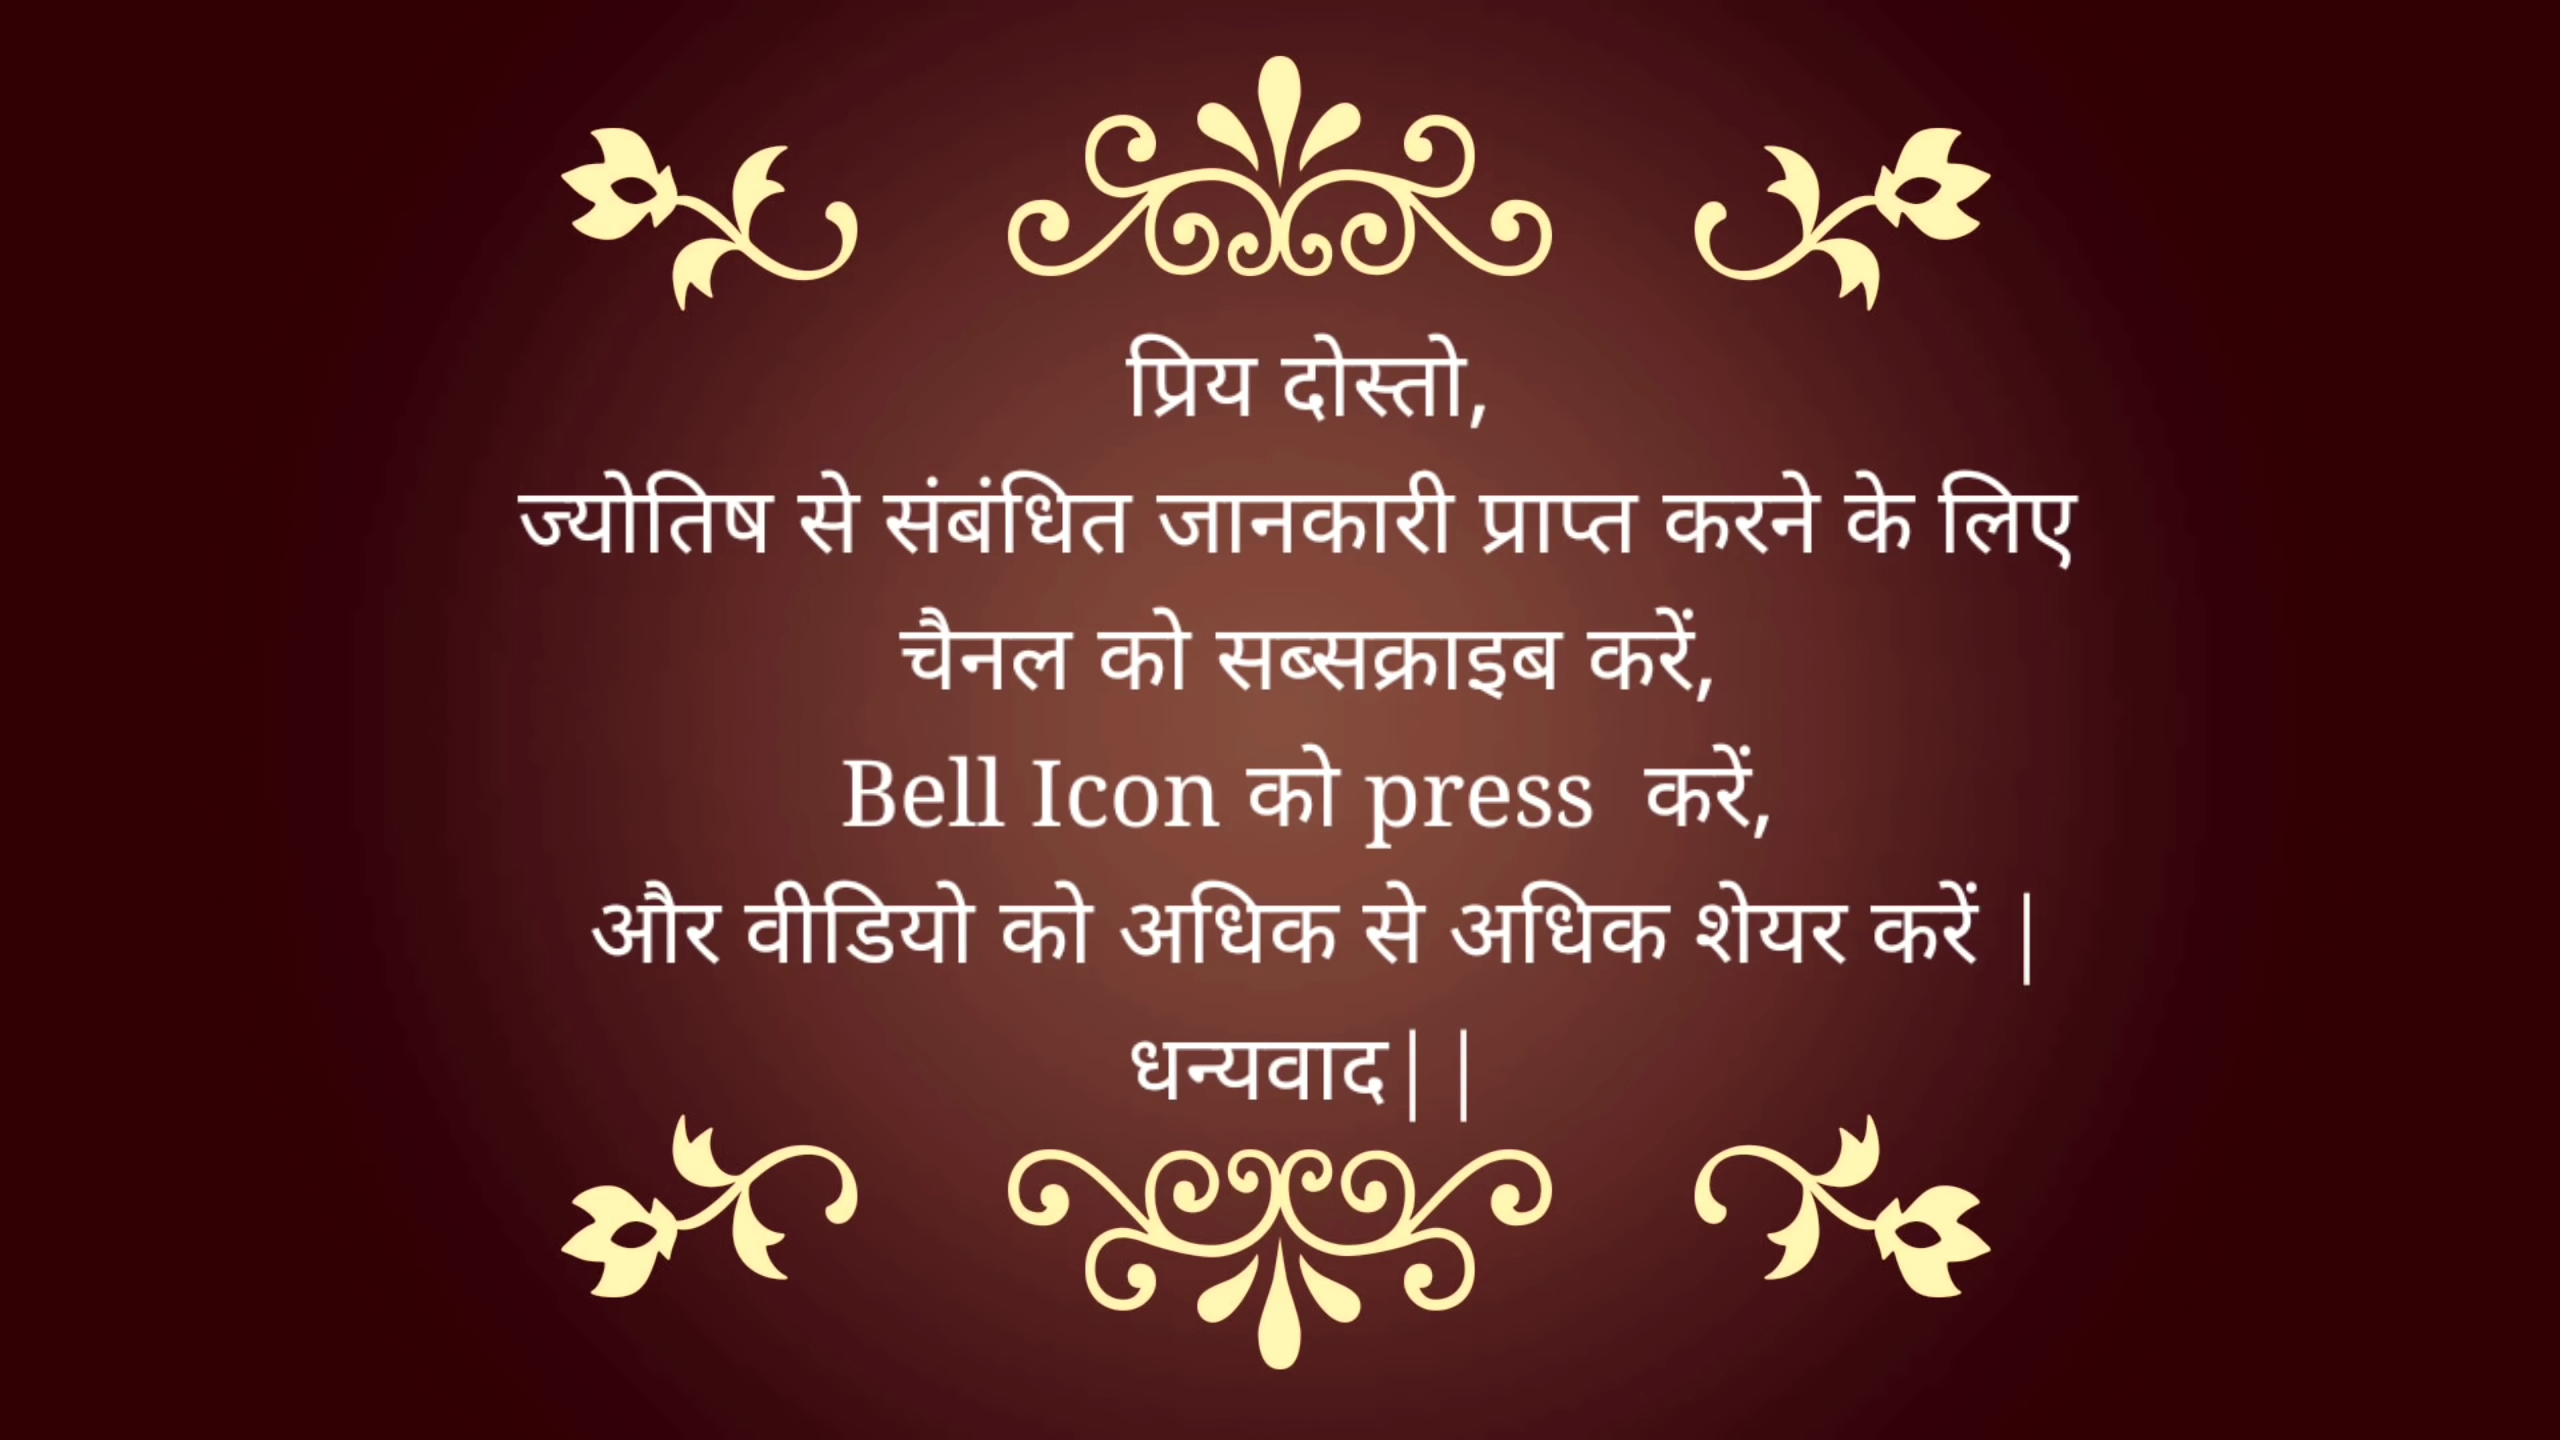 प्रिय दोस्तो,
ज्योतिष से संबंधित जानकारी प्राप्त करने के लिए
चैनल को सब्सक्राइब करें,
Bell Icon को press  करें,
और वीडियो को अधिक से अधिक शेयर करें |
धन्यवाद||